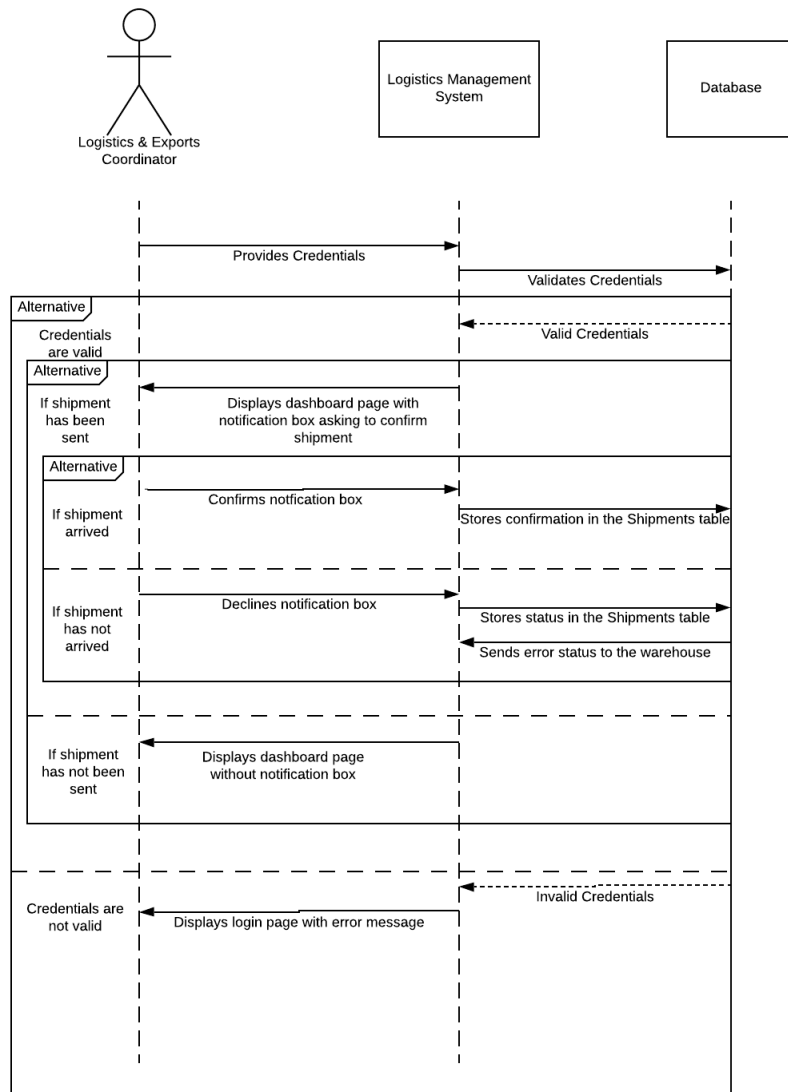 Logistics & Exports
Coordinator
Logistics Management
System
Database
Provides Credentials
Validates Credentials
Alternative
Credentials
are valid
Valid Credentials
Alternative
If shipment
has been
sent
Displays dashboard page with
notification box asking to confirm
shipment
Alternative
If shipment
arrived
Confirms notfication box
Stores confirmation in the Shipments table
If shipment
has not
arrived
Declines notification box
Stores status in the Shipments table
Sends error status to the warehouse
If shipment
has not been
sent
Displays dashboard page
without notification box
Credentials are
not valid
Invalid Credentials
Displays login page with error message